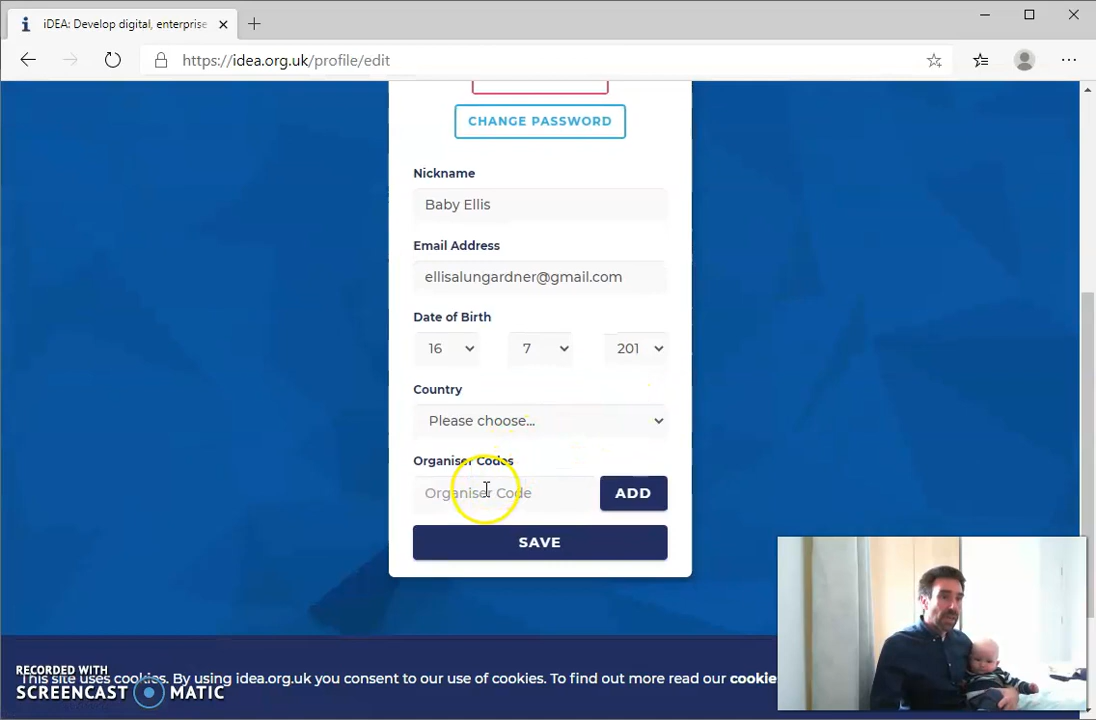 iDEA: Develop digital, enterprise
https://idea.org.uk/profile/edit
CHANGE PASSWORD
Nickname
Baby Ellis
Email Address
ellisalungardner@gmail.com
Date of Birth
16 7 201
Country
Please choose...
Organiser Codes
Organiser Code
ADD
SAVE
RECORDED WITH
SCREENCAST MATIC
This site uses cookies. By using idea.org.uk you consent to our use of cookies. To find out more read our cookie